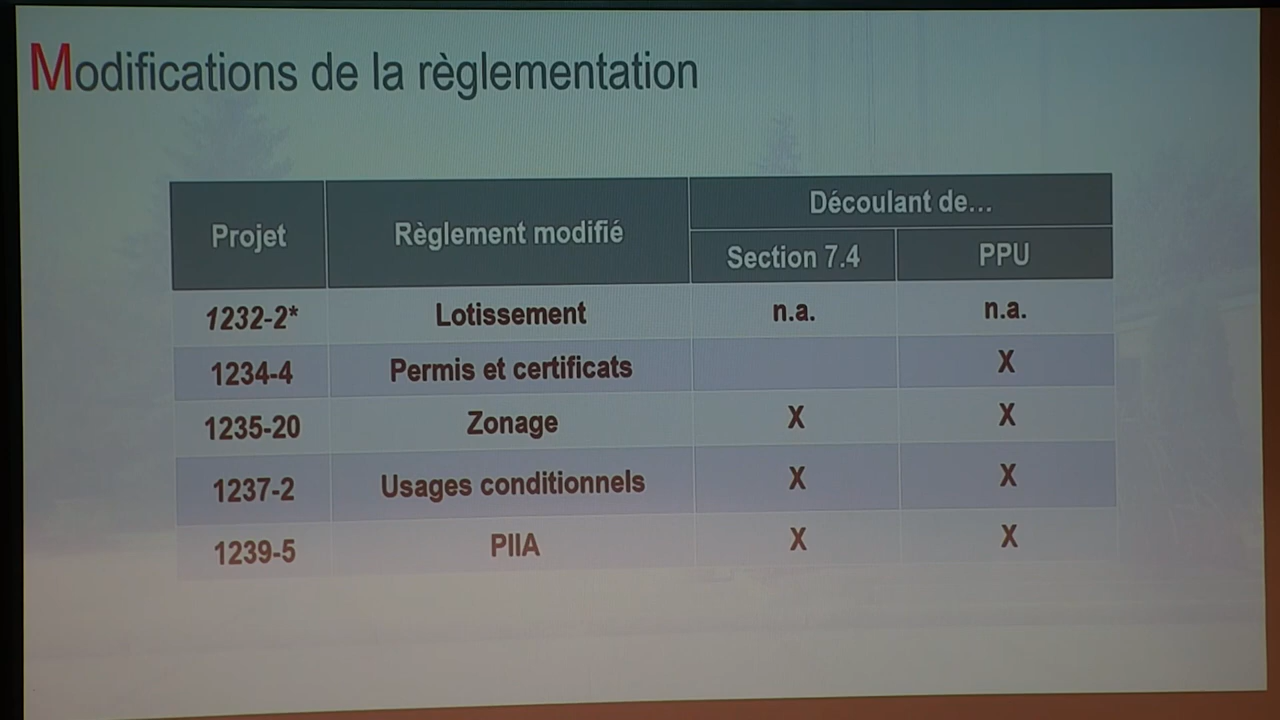 Modifications de la règlementation
Projet Règlement modifié Découlant de...
Section 7.4 PPU
1232-2* Lotissement n.a. n.a.
1234-4 Permis et certificats X
1235-20 Zonage X X
1237-2 Usages conditionnels X X
1239-5 PIIA X X